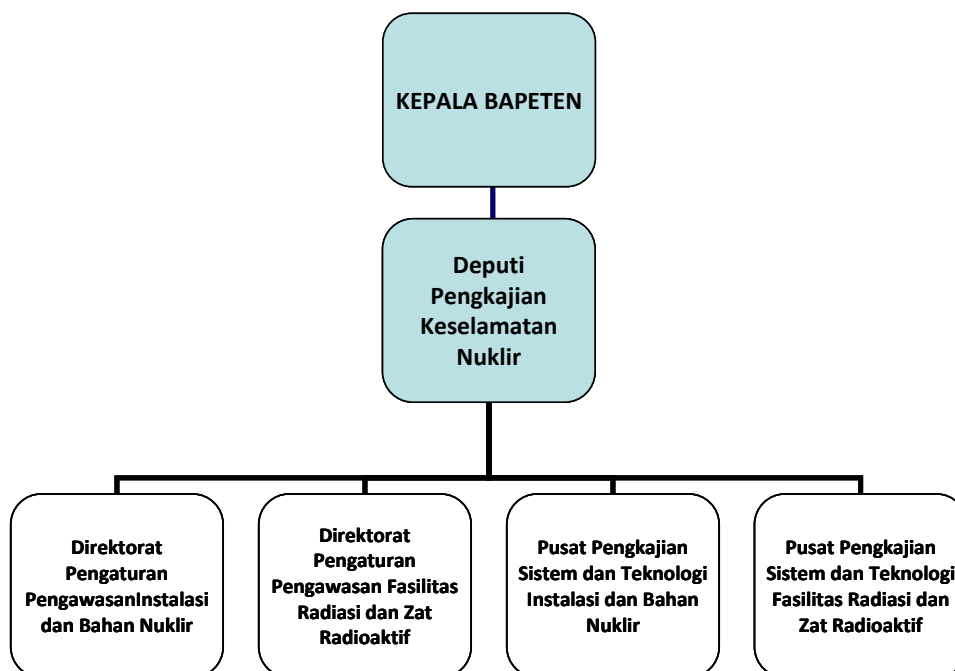 KEPALA BAPETEN
Deputi
Pengkajian
Keselamatan
Nuklir
Direktorat
Pengaturan
PengawasanInstalasi
dan Bahan Nuklir
Direktorat
Pengaturan
Pengawasan Fasilitas
Radiasi dan Zat
Radioaktif
Pusat Pengkajian
Sistem dan Teknologi
Instalasi dan Bahan
Nuklir
Pusat Pengkajian
Sistem dan Teknologi
Fasilitas Radiasi dan
Zat Radioaktif